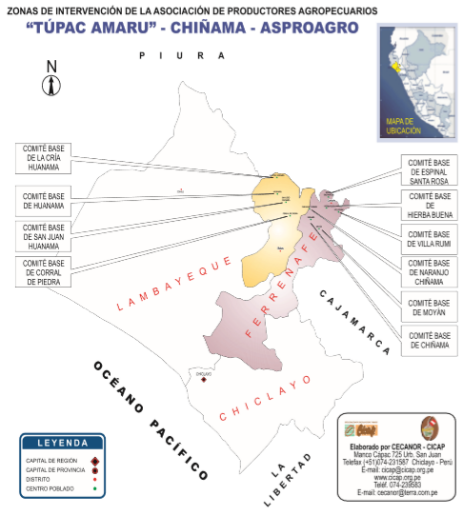 ZONAS DE INTERVENCIÓN DE LA ASOCIACIÓN DE PRODUCTORES AGROPECUARIOS
“TÚPAC AMARU” - CHIÑAMA - ASPROAGRO
PIURA
N
MAPA DE
UBICACIÓN
COMITÉ BASE
DE LA CRÍA
HUANAMA
COMITÉ BASE
DE HUANAMA
COMITÉ BASE
DE SAN JUAN
HUANAMA
COMITÉ BASE
DE CORRAL
DE PIEDRA
COMITÉ BASE
DE ESPINAL
SANTA ROSA
COMITÉ BASE
DE
HIERBA BUENA
COMITÉ BASE
DE VILLA RUMI
COMITÉ BASE
DE NARANJO
CHIÑAMA
COMITÉ BASE
DE MOYÁN
COMITÉ BASE
DE CHIÑAMA
LAMBAYEQUE
FERREÑAFE
CAJAMARCA
CHICLAYO
CHICLAYO
OCÉANO PACÍFICO
LA
LIBERTAD
LEYENDA
CAPITAL DE REGIÓN
CAPITAL DE PROVINCIA
DISTRITO
CENTRO POBLADO
Cicap
Elaborado por CECANOR - CICAP
Manco Capac 725 Urb. San Juan
Telefax (+51)074-231587 Chiclayo - Perú
E-mail: cicap@cicap.org.pe
www.cicap.org.pe
Teléf. 074-239583
E-mail: cecanor@terra.com.pe